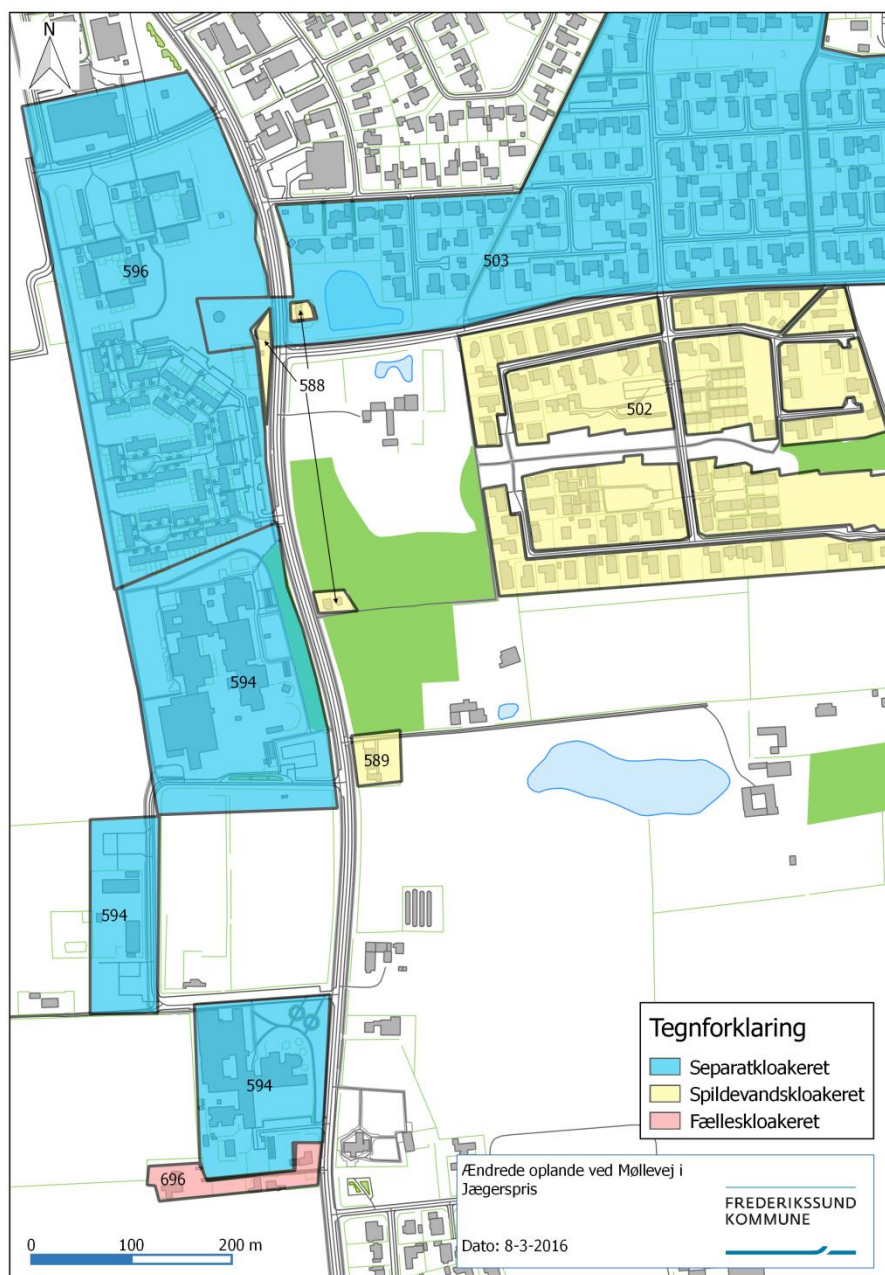 N
596
503
588
502
594
589
594
594
696
Tegnforklaring
Separatkloakeret
Spildevandskloakeret
Fælleskloakeret
Ændrede oplande ved Møllevej i
Jægerspris
Dato: 8-3-2016
FREDERIKSSUND
KOMMUNE
0 100 200 m